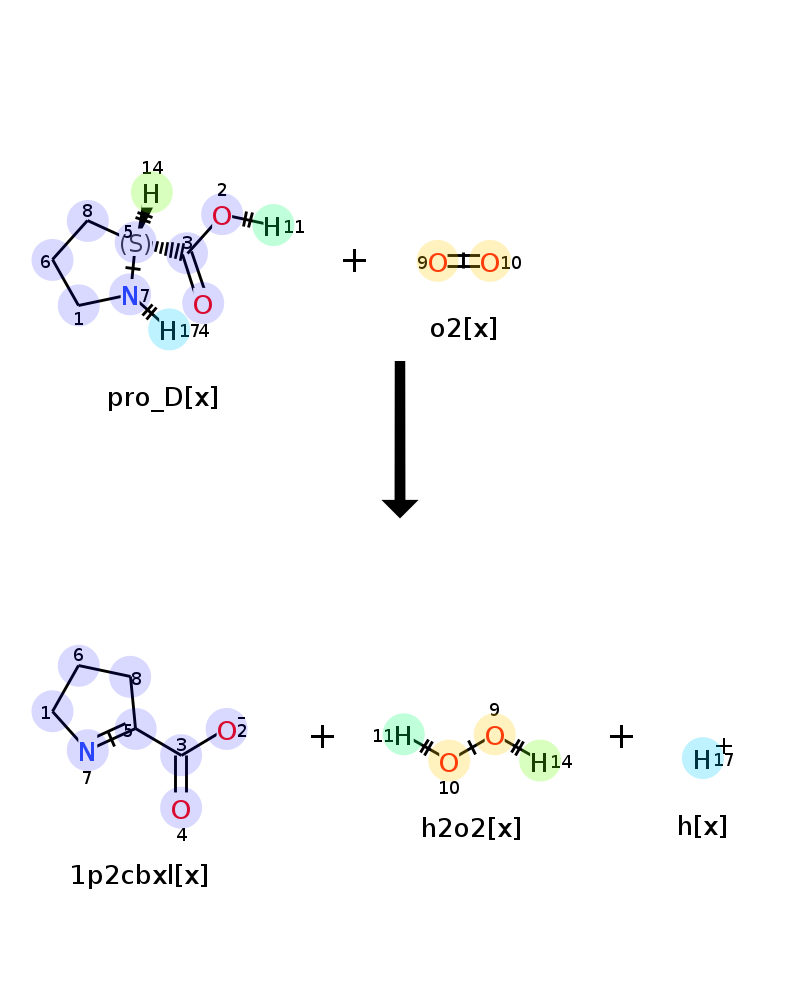 14
H
2
O
8
5
(S)
3
H 11
6
+
9 O O 10
N 7
O
1
H 17 4
o2[x]
pro_D[x]
6
8
1
5
3
O 2 -
N
7
O
4
+
11 H
9
O
O
10
H 14
+
H + 17
h2o2[x]
h[x]
1p2cbxl[x]